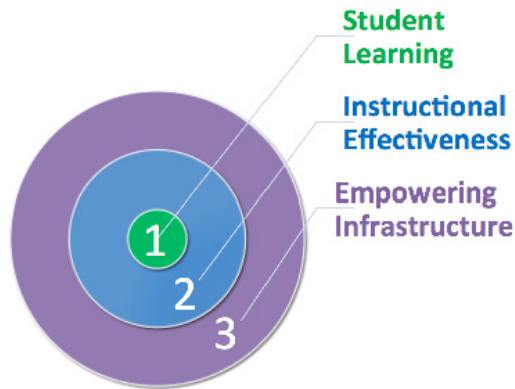 Student
Learning
Instructional
Effectiveness
Empowering
Infrastructure
1
2
3